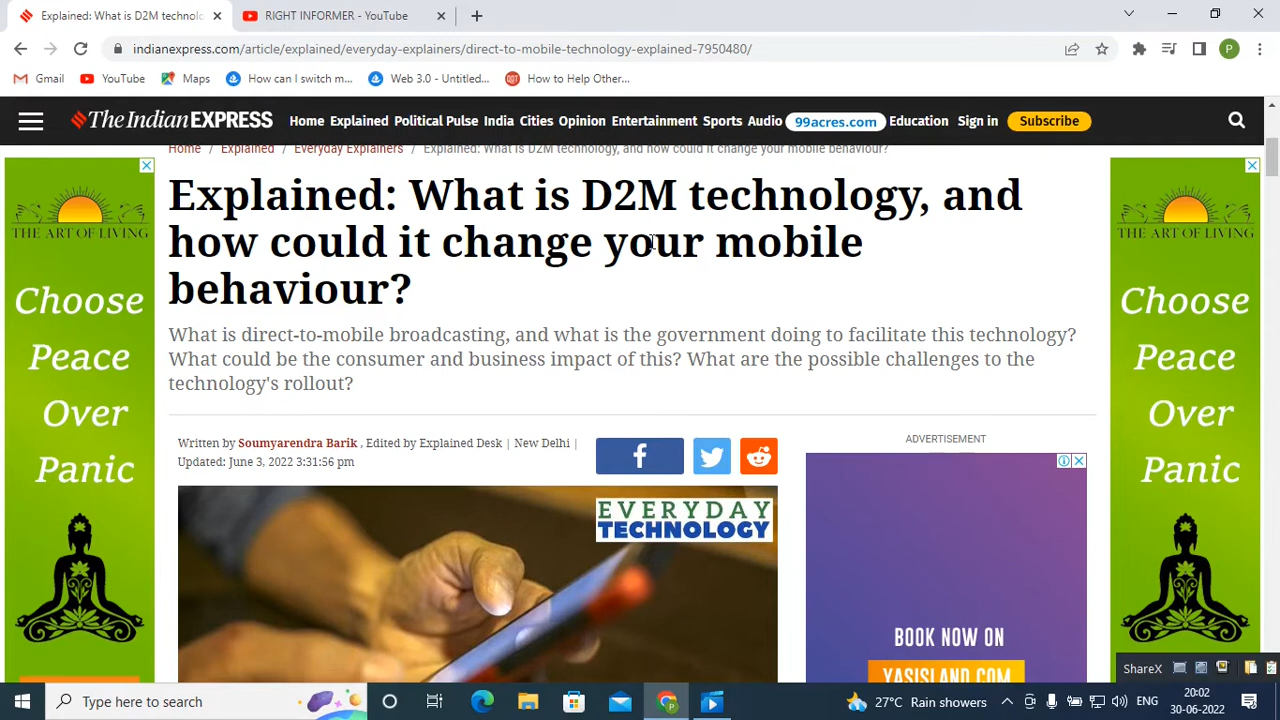 Explained: What is D2M technolo
RIGHT INFORMER - YouTube
indianexpress.com/article/explained/everyday-explainers/direct-to-mobile-technology-explained-7950480/
P
Gmail YouTube Maps How can I switch m... Web 3.0 - Untitled... How to Help Other...
The Indian EXPRESS Home Explained Political Pulse India Cities Opinion Entertainment Sports Audio 99acres.com Education Sign in Subscribe
Home Explained Everyday Explainers Explained: What is D2M technology, and how could it change your mobile behaviour?
Explained: What is D2M technology, and
how could it change your mobile
behaviour?
What is direct-to-mobile broadcasting, and what is the government doing to facilitate this technology?
What could be the consumer and business impact of this? What are the possible challenges to the
technology's rollout?
Written by Soumyarendra Barik , Edited by Explained Desk | New Delhi |
Updated: June 3, 2022 3:31:56 pm
EVERYDAY
TECHNOLOGY
ADVERTISEMENT
BOOK NOW ON
YASISLAND.COM
THE ART OF LIVING
Choose
Peace
Over
Panic
THE ART OF LIVING
Choose
Peace
Over
Panic
ShareX
Type here to search
27°C Rain showers
ENG
20:02
30-06-2022